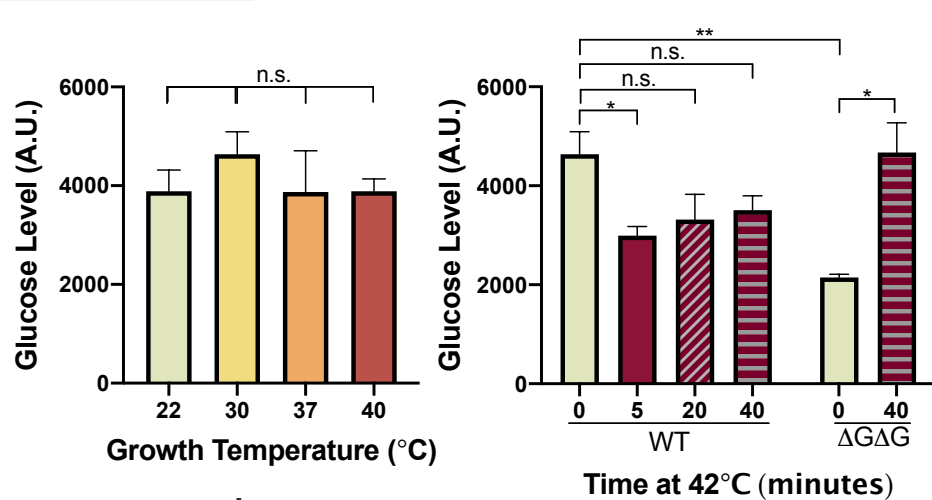 n.s.
6000
4000
2000
0
Glucose Level (A.U.)
22 30 37 40
Growth Temperature (°C)
**
n.s.
n.s.
* *
6000
4000
2000
0
Glucose Level (A.U.)
0 5 20 40 0 40
WT ΔGΔG
Time at 42°C (minutes)